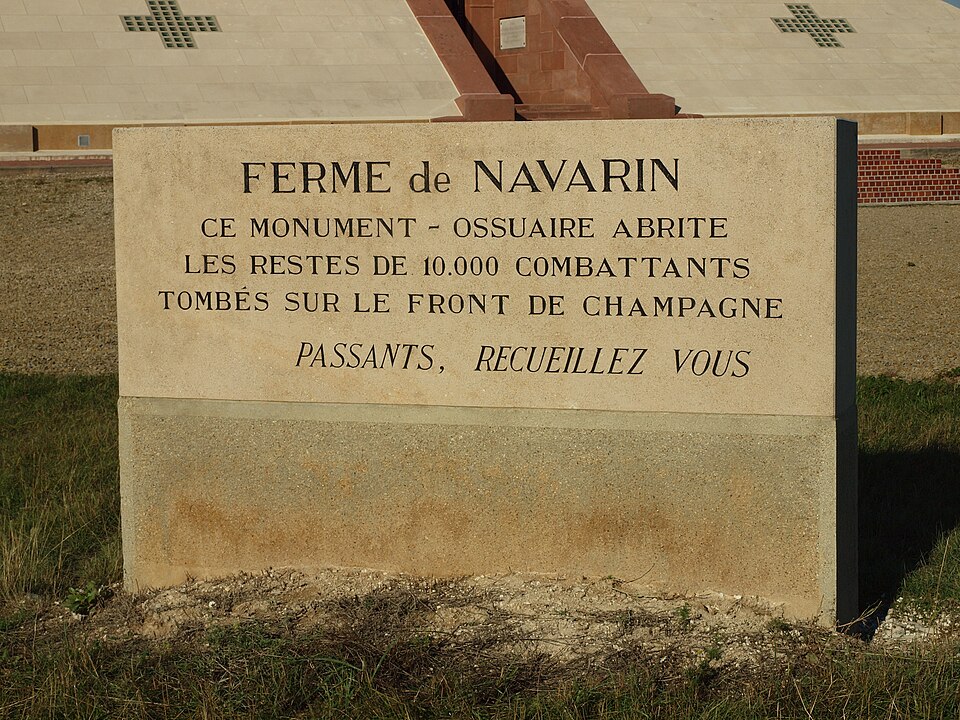 FERME de NAVARIN
CE MONUMENT - OSSUAIRE ABRITE
LES RESTES DE 10.000 COMBATTANTS
TOMBÉS SUR LE FRONT DE CHAMPAGNE
PASSANTS, RECUEILLEZ VOUS